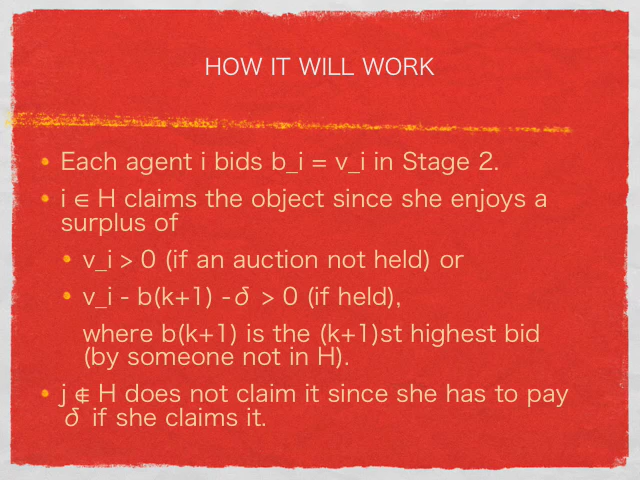 HOW IT WILL WORK
Each agent i bids b_i = v_i in Stage 2.
i ∈ H claims the object since she enjoys a
surplus of
v_i > 0 (if an auction not held) or
v_i - b(k+1) -δ > 0 (if held),
where b(k+1) is the (k+1)st highest bid
(by someone not in H).
j ∉ H does not claim it since she has to pay
δ if she claims it.